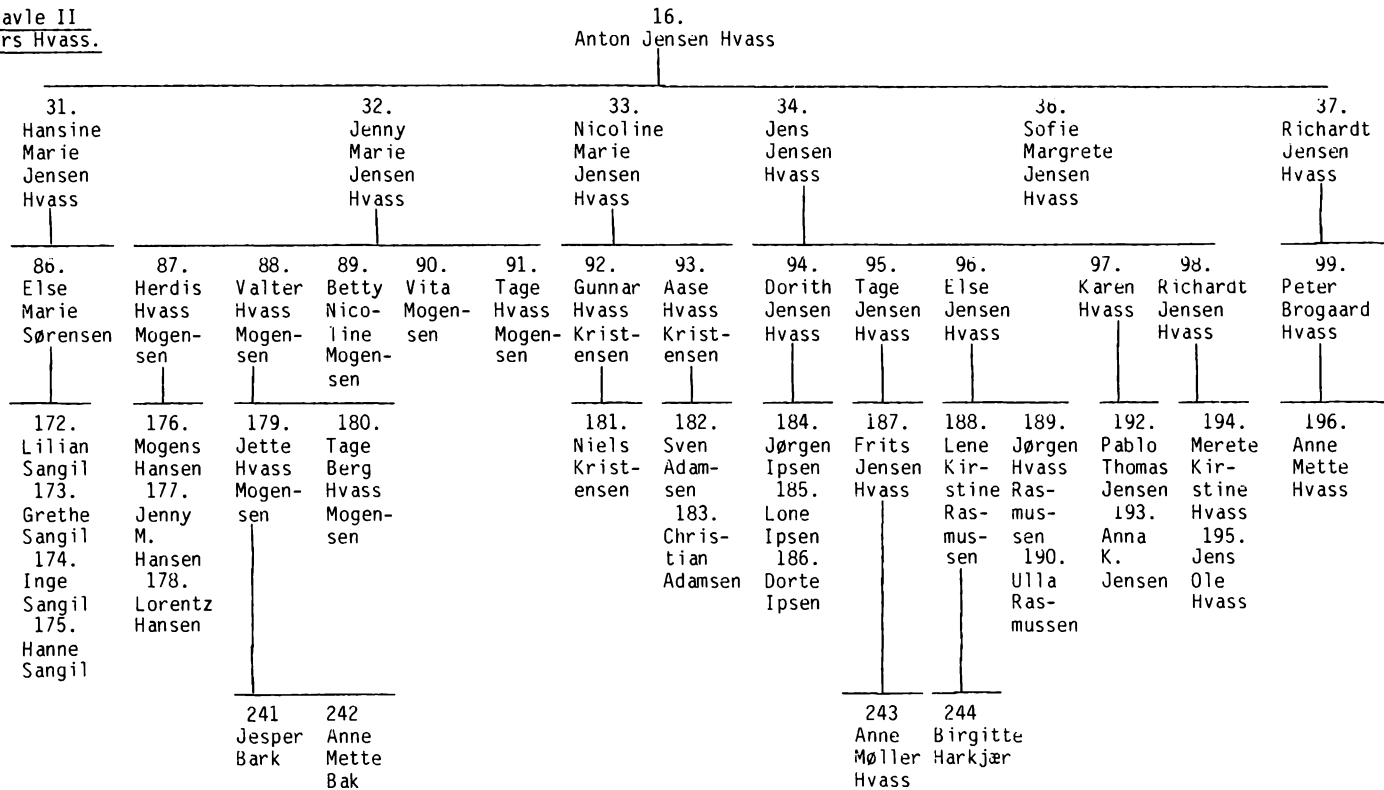 avle II
rs Hvass.
16.
Anton Jensen Hvass
31.
Hansine
Marie
Jensen
Hvass
32.
Jenny
Marie
Jensen
Hvass
33.
Nicoline
Marie
Jensen
Hvass
34.
Jens
Jensen
Hvass
36.
Sofie
Margrete
Jensen
Hvass
37.
Richardt
Jensen
Hvass
86.
Else
Marie
Sørensen
87.
Herdis
Hvass
Mogen-
sen
88.
Valter
Hvass
Mogen-
sen
89.
Betty
Nico-
line
Mogen-
sen
90.
Vita
Mogen-
sen
91.
Tage
Hvass
Mogen-
sen
92.
Gunnar
Hvass
Krist-
ensen
93.
Aase
Hvass
Krist-
ensen
94.
Dorith
Jensen
Hvass
95.
Tage
Jensen
Hvass
96.
Else
Jensen
Hvass
97.
Karen
Hvass
98.
Richardt
Jensen
Hvass
99.
Peter
Brogaard
Hvass
172.
Lilian
Sangil
173.
Grethe
Sangil
174.
Inge
Sangil
175.
Hanne
Sangil
176.
Mogens
Hansen
177.
Jenny
M.
Hansen
178.
Lorentz
Hansen
179.
Jette
Hvass
Mogen-
sen
180.
Tage
Berg
Hvass
Mogen-
sen
181.
Niels
Krist-
ensen
182.
Sven
Adam-
sen
183.
Chris-
tian
Adamsen
184.
Jørgen
Ipsen
185.
Lone
Ipsen
186.
Dorte
Ipsen
187.
Frits
Jensen
Hvass
188.
Lene
Kir-
stine
Ras-
mus-
sen
189.
Jørgen
Hvass
Ras-
mus-
sen
190.
Ulla
Ras-
mussen
192.
Pablo
Thomas
Jensen
193.
Anna
K.
Jensen
194.
Merete
Kir-
stine
Hvass
195.
Jens
Ole
Hvass
196.
Anne
Mette
Hvass
241
Jesper
Bark
242
Anne
Mette
Bak
243
Anne
Møller
Hvass
244
Birgitte
Harkjær